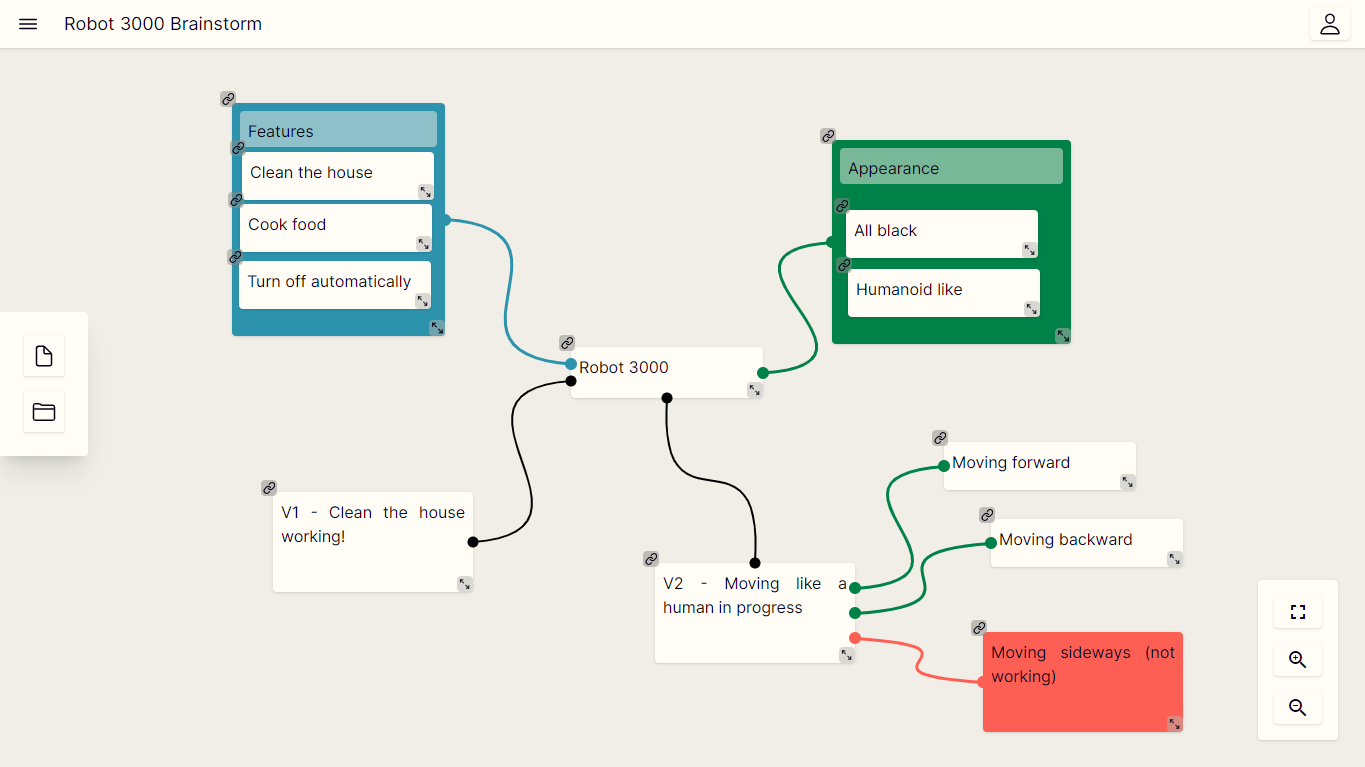 Robot 3000 Brainstorm
Features
Clean the house
Cook food
Turn off automatically
Appearance
All black
Humanoid like
Robot 3000
V1 - Clean the house
working!
V2 - Moving like a
human in progress
Moving forward
Moving backward
Moving sideways (not
working)